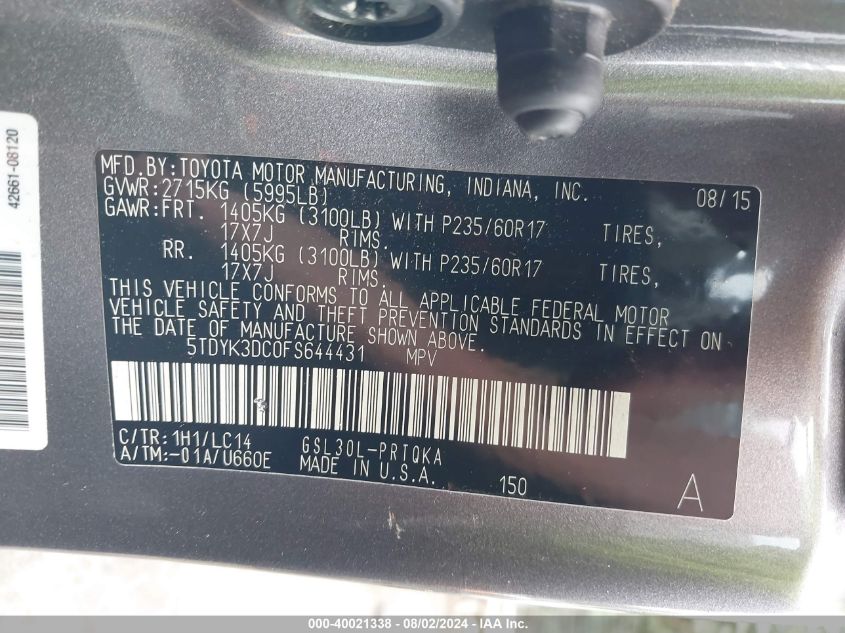 42661-08120
MFD.BY:TOYOTA MOTOR MANUFACTURING, INDIANA, INC. 08/15
GVWR:2715KG (5995LB)
GAWR:FRT. 1405KG (3100LB) WITH P235/60R17 TIRES,
17X7J RIMS.
RR. 1405KG (3100LB) WITH P235/60R17 TIRES,
17X7J RIMS.
THIS VEHICLE CONFORMS TO ALL APPLICABLE FEDERAL MOTOR
VEHICLE SAFETY AND THEFT PREVENTION STANDARDS IN EFFECT ON
THE DATE OF MANUFACTURE SHOWN ABOVE.
5TDYK3DC0FS644431 MPV
C/TR:1H1/LC14 GSL30L-PRTQKA
A/TM:-01A/U660E MADE IN U.S.A. 150 A
000-40021338 - 08/02/2024 - IAA Inc.